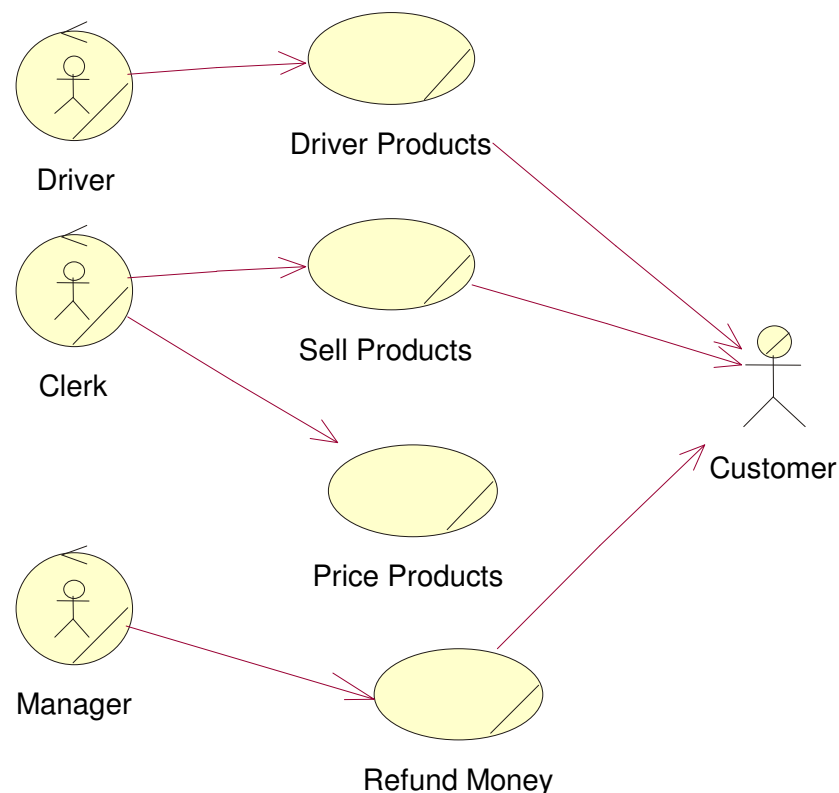 Driver Products
Driver
Sell Products
Clerk
Customer
Price Products
Manager
Refund Money